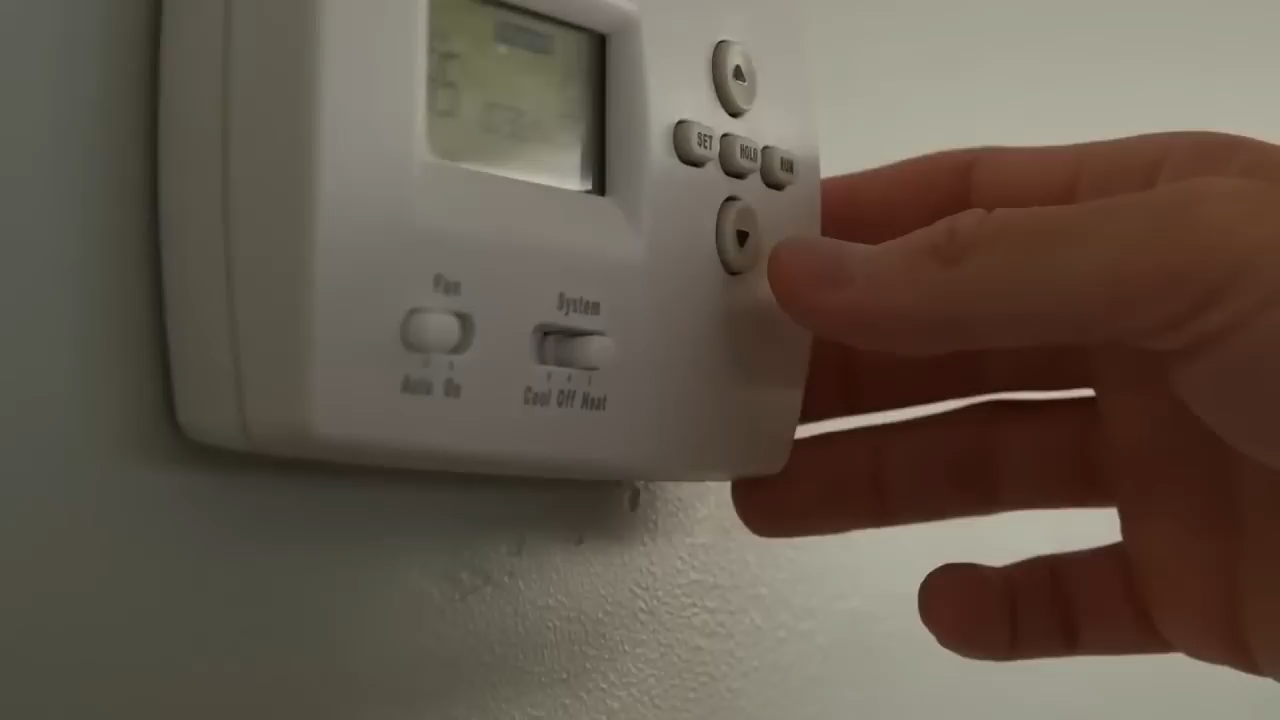 SET HOLD RUN
Fan
System
Auto On
Cool Off Heat